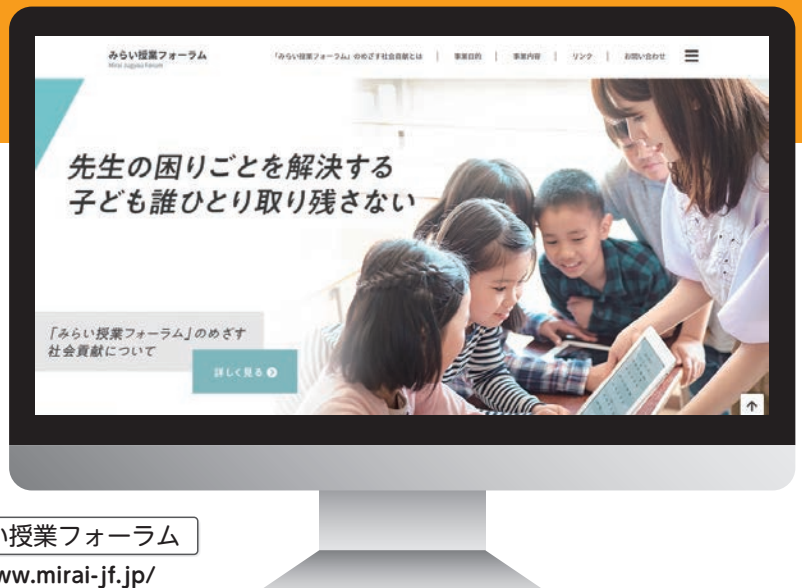 みらい授業フォーラム
Mirai Jugyou Forum
「みらい授業フォーラム」のめざす社会貢献とは | 事業目的 | 事業内容 | リンク | お問い合わせ
先生の困りごとを解決する
子ども誰ひとり取り残さない
「みらい授業フォーラム」のめざす
社会貢献について
詳しく見る
い授業フォーラム
ww.mirai-jf.jp/